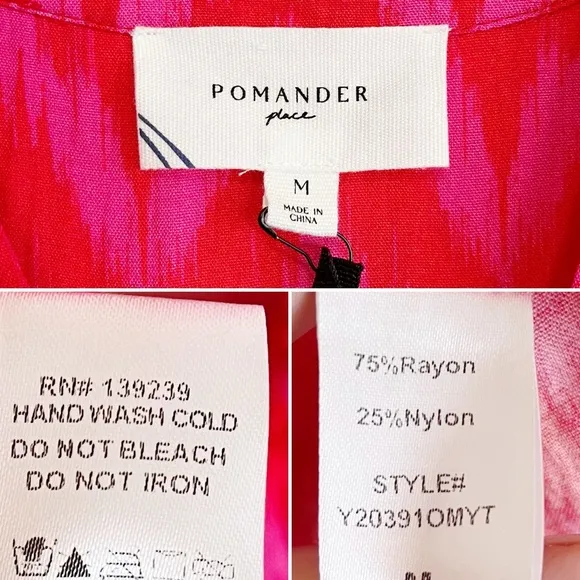 POMANDER
place
M
MADE IN
CHINA
RN# 139239
HAND WASH COLD
DO NOT BLEACH
DO NOT IRON
75%Rayon
25%Nylon
STYLE#
Y20391OMYT